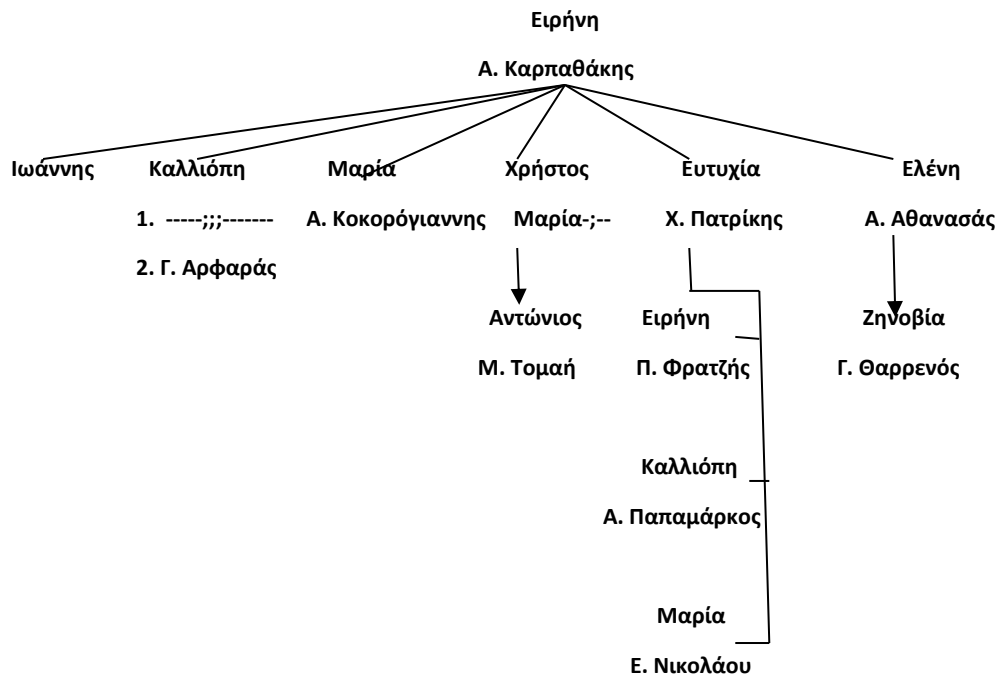 Ειρήνη
Α. Καρπαθάκης
Ιωάννης Καλλιόπη Μαρία Χρήστος Ευτυχία Ελένη
1. -----;;;------- Α. Κοκορόγιαννης Μαρία-;-- Χ. Πατρίκης Α. Αθανασάς
2. Γ. Αρφαράς
Αντώνιος Ειρήνη Ζηνοβία
Μ. Τομαή Π. Φρατζής Γ. Θαρρενός
Καλλιόπη
Α. Παπαμάρκος
Μαρία
Ε. Νικολάου